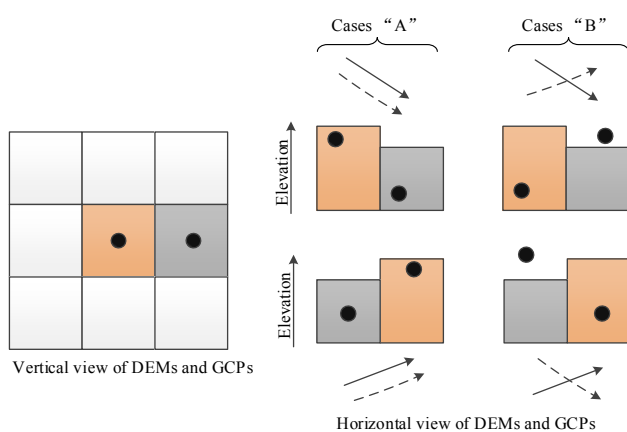 Cases “A”
Cases “B”
Elevation
Elevation
Vertical view of DEMs and GCPs
Horizontal view of DEMs and GCPs